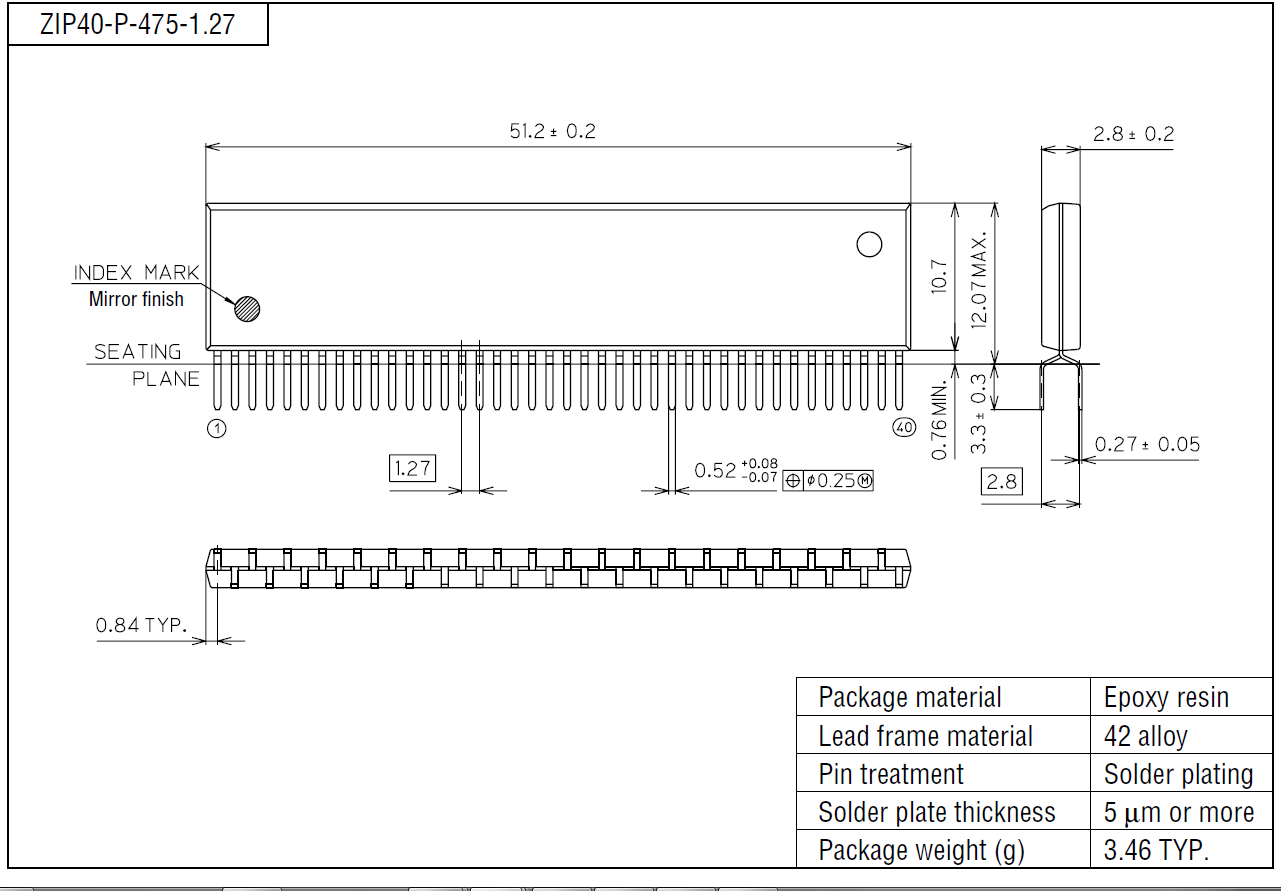 ZIP40-P-475-1.27
51.2 ± 0.2
2.8 ± 0.2
INDEX MARK
Mirror finish
10.7
12.07 MAX.
SEATING
PLANE
0.76 MIN.
3.3 ± 0.3
1
40
1.27
0.52 +0.08 -0.07
⌖ ø0.25 Ⓜ
0.27 ± 0.05
2.8
0.84 TYP.
Package material Epoxy resin
Lead frame material 42 alloy
Pin treatment Solder plating
Solder plate thickness 5 µm or more
Package weight (g) 3.46 TYP.